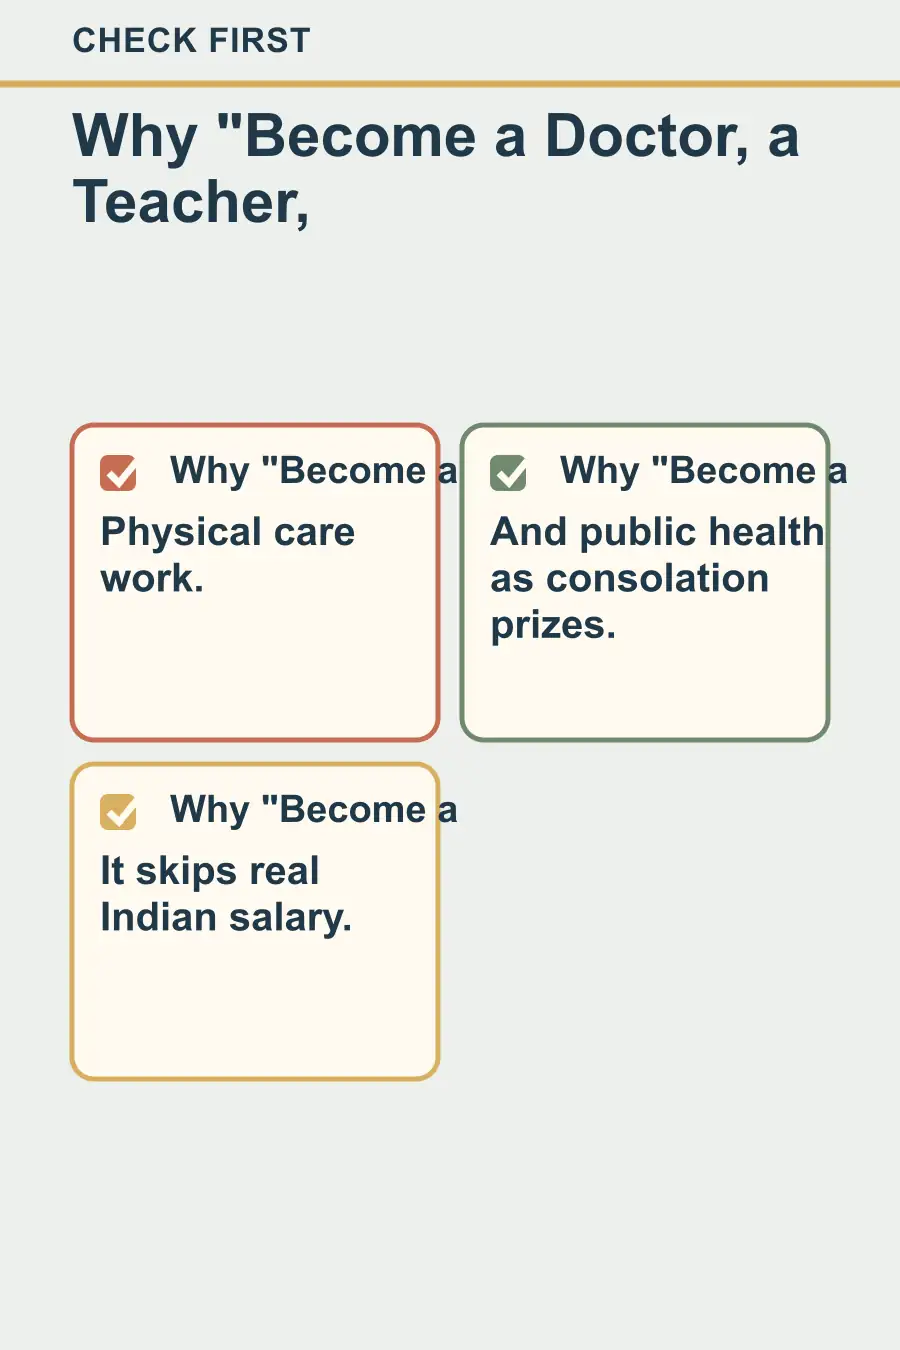 CHECK FIRST
Why "Become a Doctor, a
Teacher,
Why "Become a
Physical care
work.
Why "Become a
And public health
as consolation
prizes.
Why "Become a
It skips real
Indian salary.